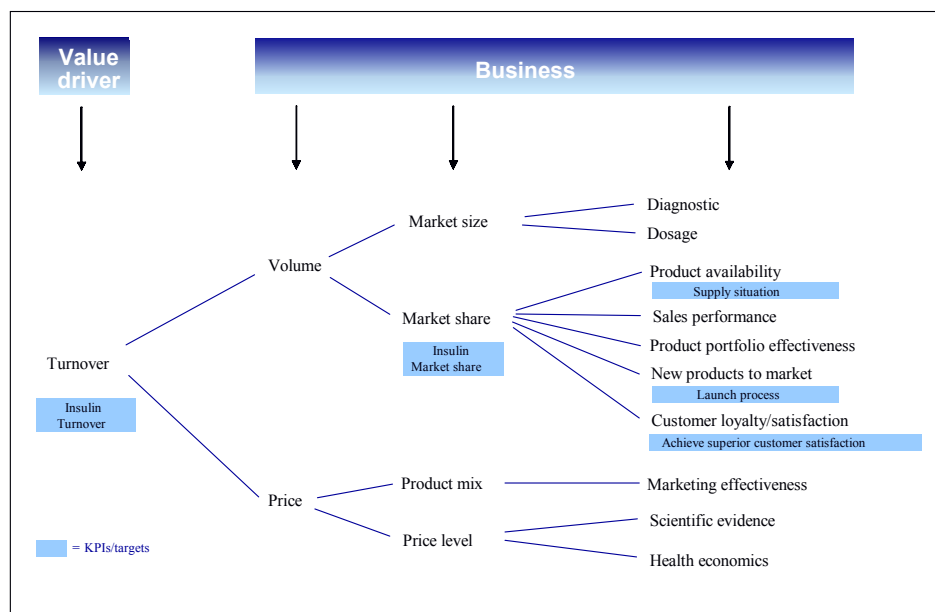 Value
driver
Business
Diagnostic
Market size
Dosage
Volume
Product availability
Supply situation
Market share
Sales performance
Insulin
Market share
Product portfolio effectiveness
Turnover
New products to market
Launch process
Insulin
Turnover
Customer loyalty/satisfaction
Achieve superior customer satisfaction
Product mix
Marketing effectiveness
Price
Scientific evidence
Price level
= KPIs/targets
Health economics